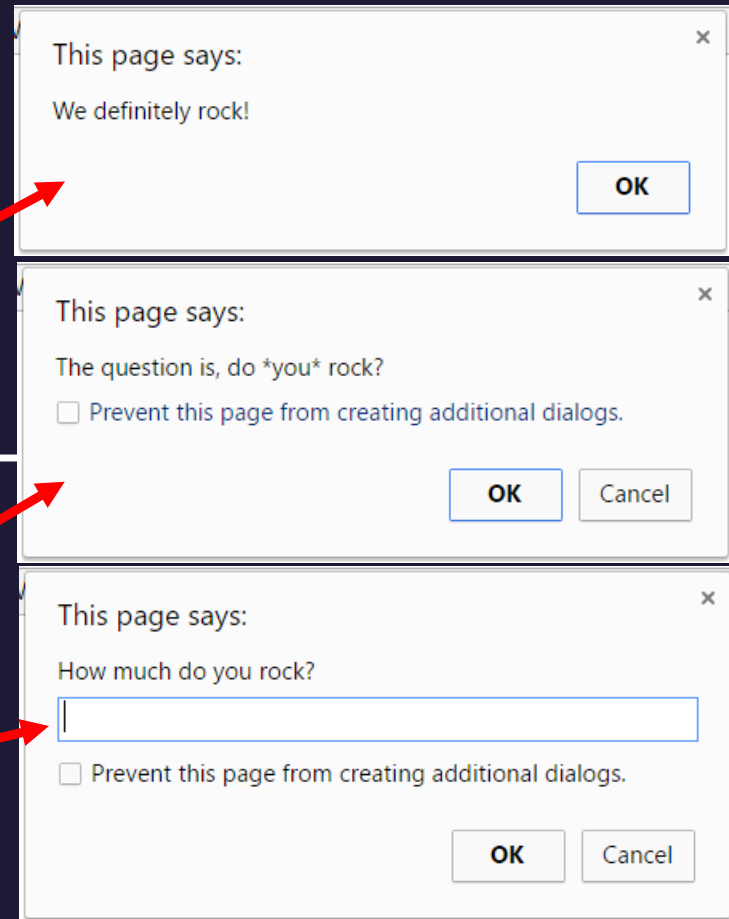 This page says:
We definitely rock!
OK
This page says:
The question is, do *you* rock?
Prevent this page from creating additional dialogs.
OK Cancel
This page says:
How much do you rock?
Prevent this page from creating additional dialogs.
OK Cancel